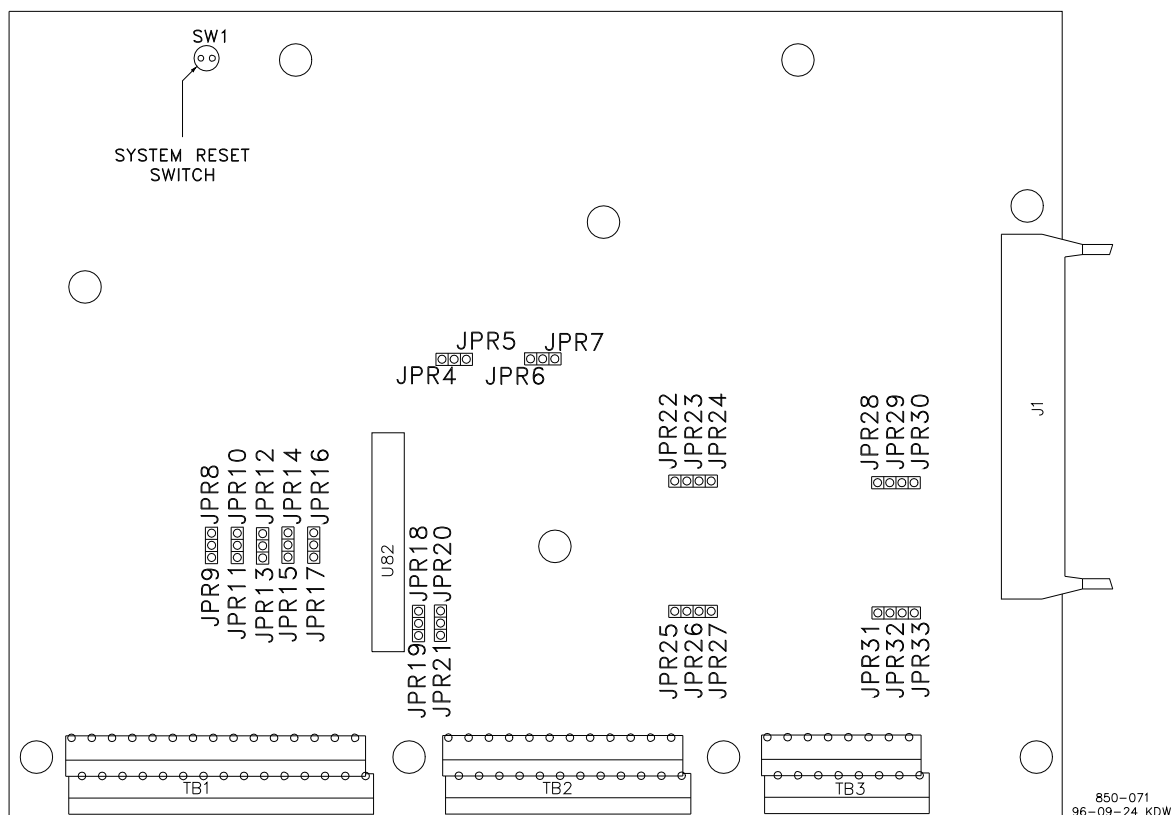 SW1
SYSTEM RESET
SWITCH
JPR5
JPR7
JPR4
JPR6
JPR22
JPR23
JPR24
JPR28
JPR29
JPR30
J1
JPR8
JPR10
JPR12
JPR14
JPR16
JPR9
JPR11
JPR13
JPR15
JPR17
U82
JPR18
JPR20
JPR19
JPR21
JPR25
JPR26
JPR27
JPR31
JPR32
JPR33
TB1
TB2
TB3
850-071
96-09-24 KDW